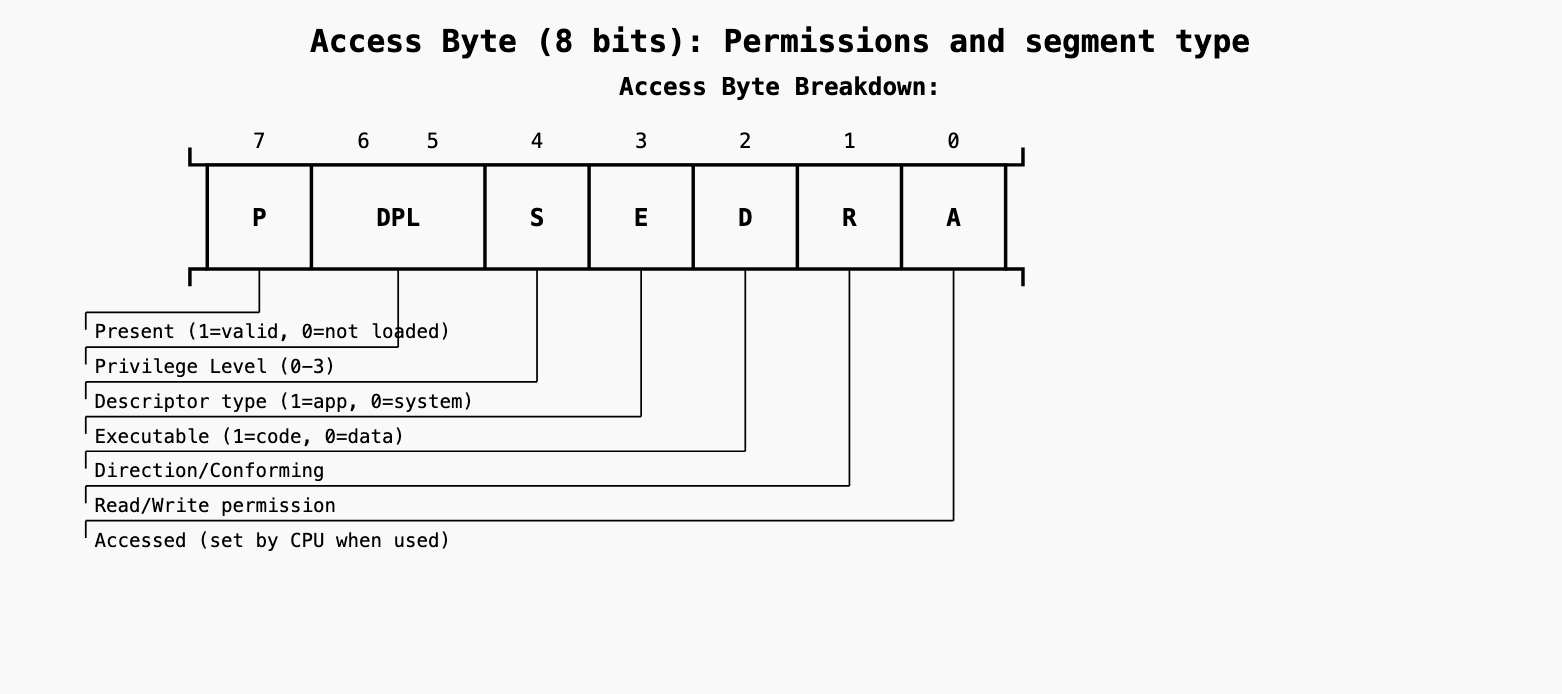 Access Byte (8 bits): Permissions and segment type
Access Byte Breakdown:
7 6 5 4 3 2 1 0
P DPL S E D R A
Present (1=valid, 0=not loaded)
Privilege Level (0–3)
Descriptor type (1=app, 0=system)
Executable (1=code, 0=data)
Direction/Conforming
Read/Write permission
Accessed (set by CPU when used)